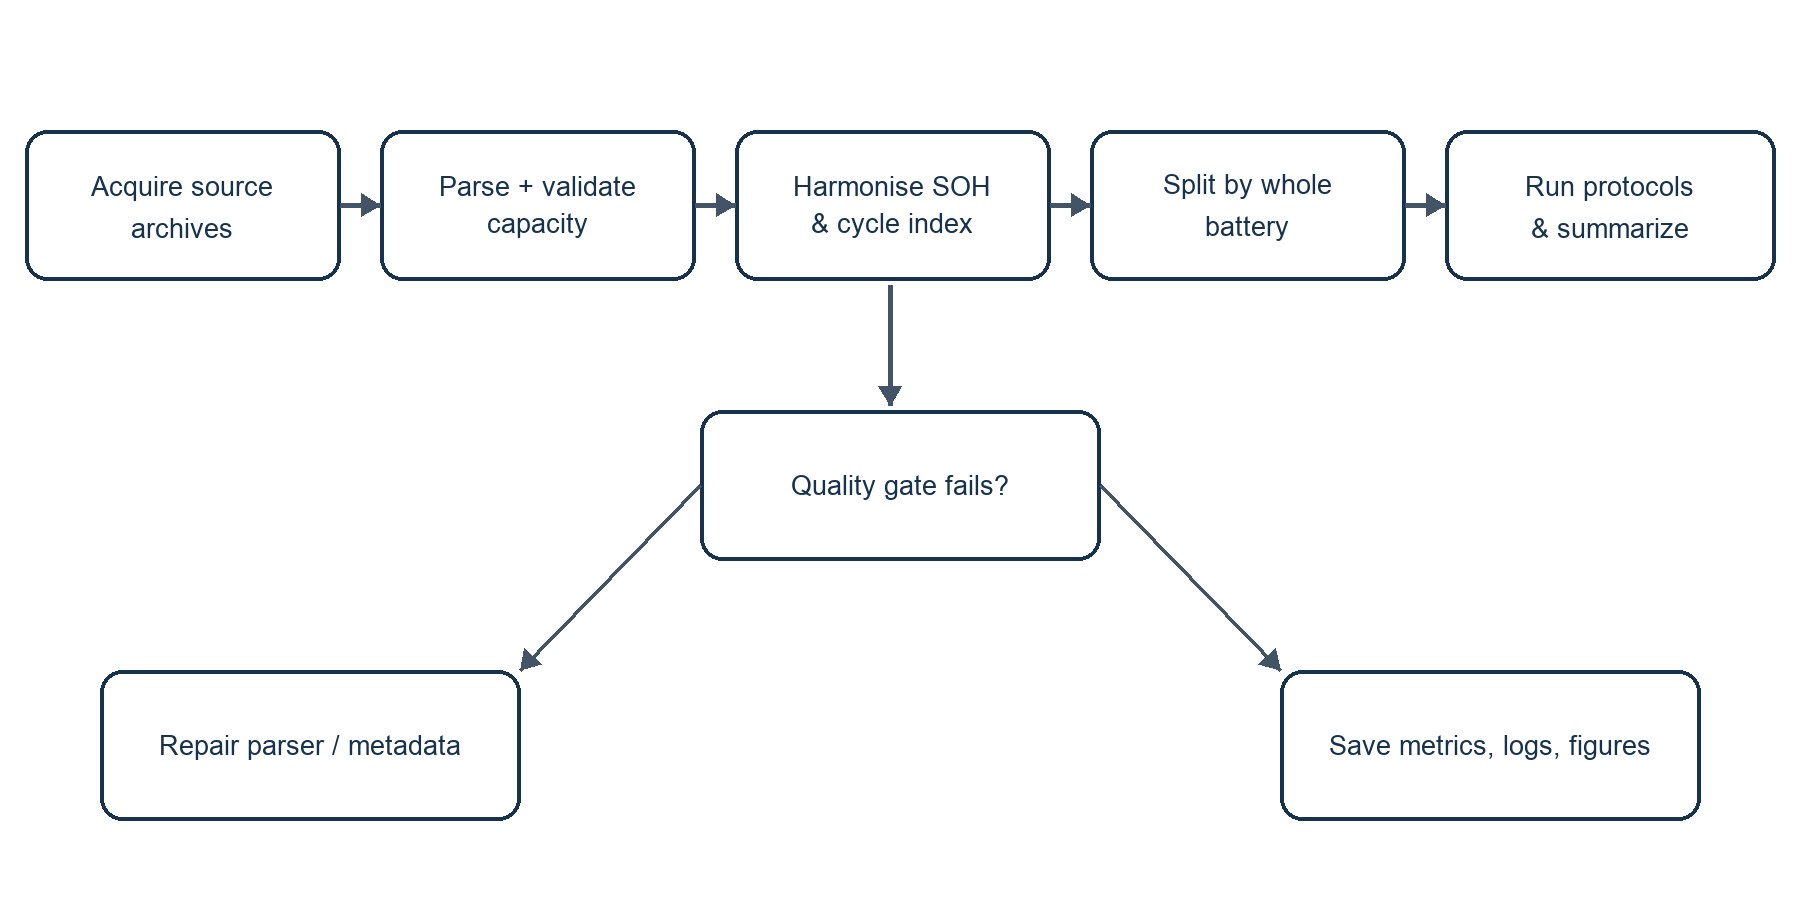 Acquire source
archives
Parse + validate
capacity
Harmonise SOH
& cycle index
Split by whole
battery
Run protocols
& summarize
Quality gate fails?
Repair parser / metadata
Save metrics, logs, figures